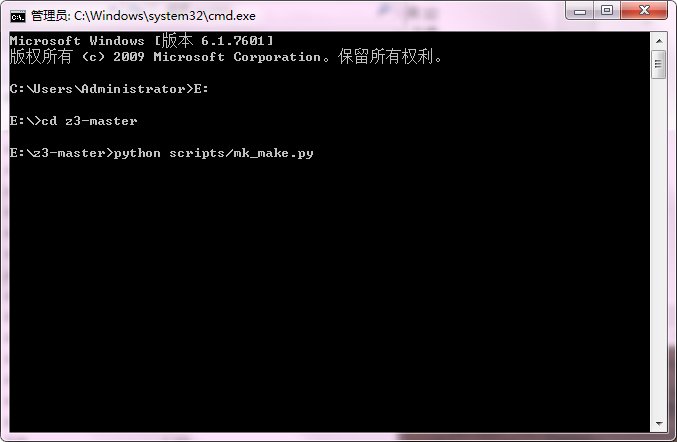 管理员: C:\Windows\system32\cmd.exe
Microsoft Windows [版本 6.1.7601]
版权所有 (c) 2009 Microsoft Corporation。保留所有权利。
C:\Users\Administrator>E:
E:\>cd z3-master
E:\z3-master>python scripts/mk_make.py